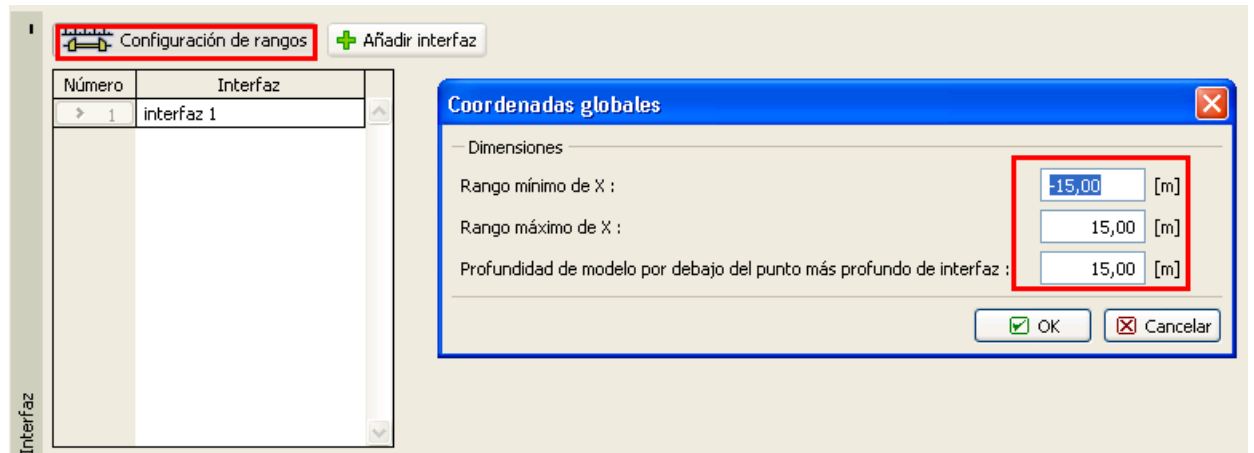 Configuración de rangos Añadir interfaz
Número Interfaz
1 interfaz 1
Coordenadas globales
Dimensiones
Rango mínimo de X : -15,00 [m]
Rango máximo de X : 15,00 [m]
Profundidad de modelo por debajo del punto más profundo de interfaz : 15,00 [m]
OK Cancelar
Interfaz